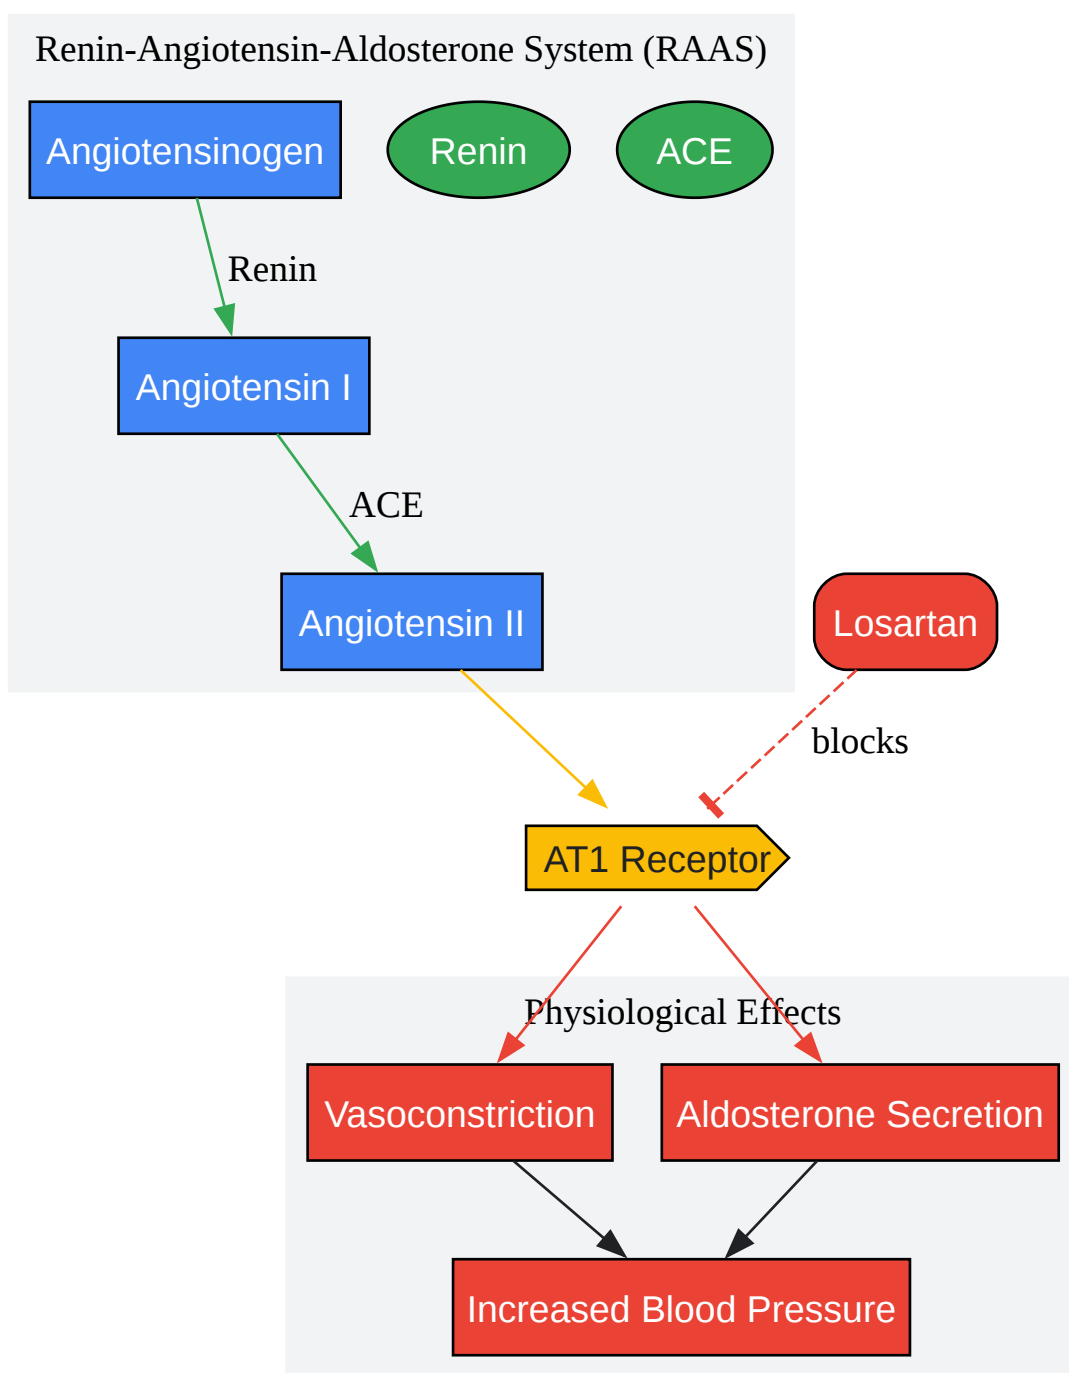 Renin-Angiotensin-Aldosterone System (RAAS)
Angiotensinogen
Renin
ACE
Renin
Angiotensin I
ACE
Angiotensin II
Losartan
blocks
AT1 Receptor
Physiological Effects
Vasoconstriction
Aldosterone Secretion
Increased Blood Pressure